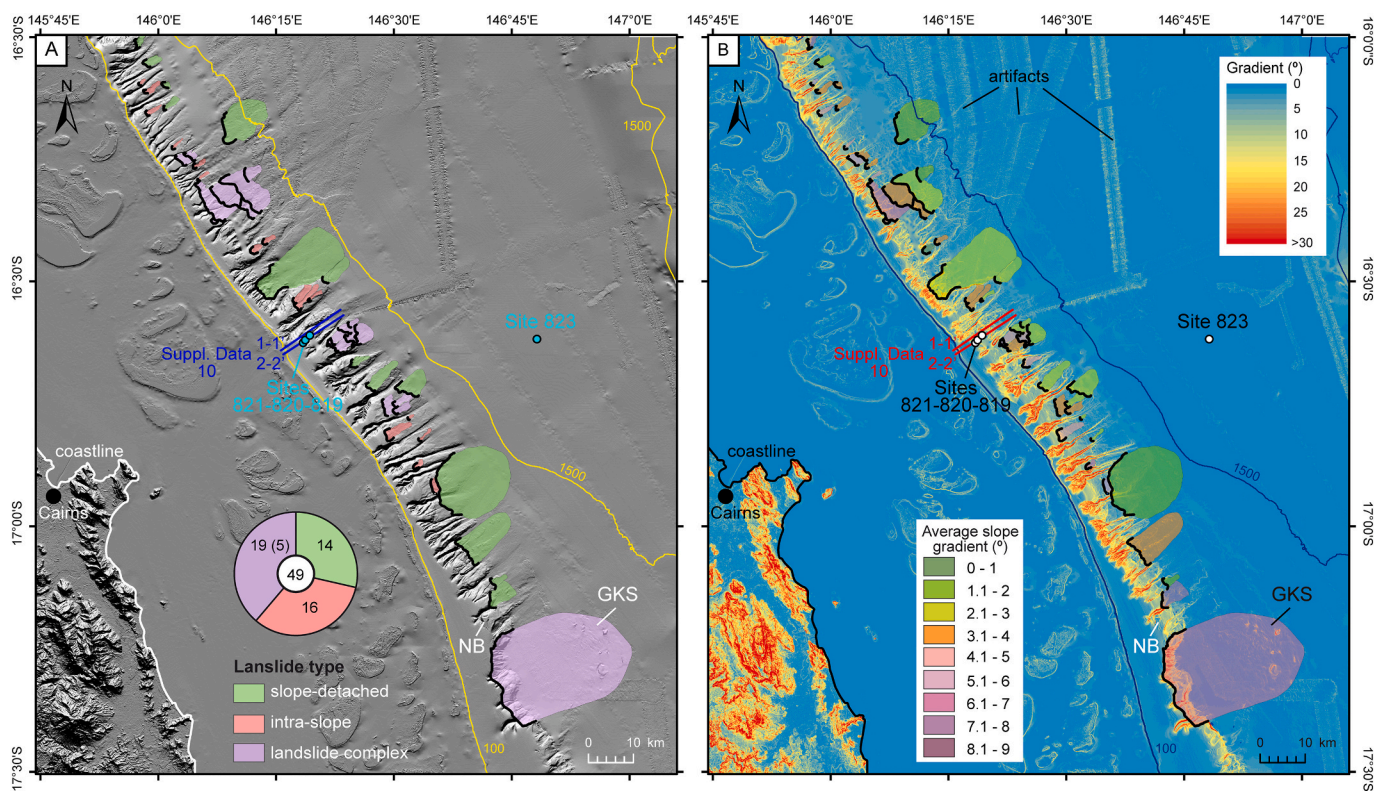 145°45'E
146°0'E
146°15'E
146°30'E
146°45'E
147°0'E
16°30'S
16°30'S
17°00'S
17°30'S
A
N
1500
Site 823
1-1
Suppl. Data
2-2
10
Sites
821-820-819
coastline
Cairns
1500
19 (5)
14
49
16
GKS
NB
Lanslide type
slope-detached
intra-slope
landslide-complex
100
0
10 km
145°45'E
146°0'E
146°15'E
146°30'E
146°45'E
147°0'E
16°0'0"S
16°30'S
17°00'S
17°30'S
B
N
artifacts
Gradient (º)
0
5
10
15
20
25
>30
Site 823
1-1
Suppl. Data
2-2
10
Sites
821-820-819
coastline
Cairns
1500
Average slope
gradient (º)
0 - 1
1.1 - 2
2.1 - 3
3.1 - 4
4.1 - 5
5.1 - 6
6.1 - 7
7.1 - 8
8.1 - 9
GKS
NB
100
0
10 km